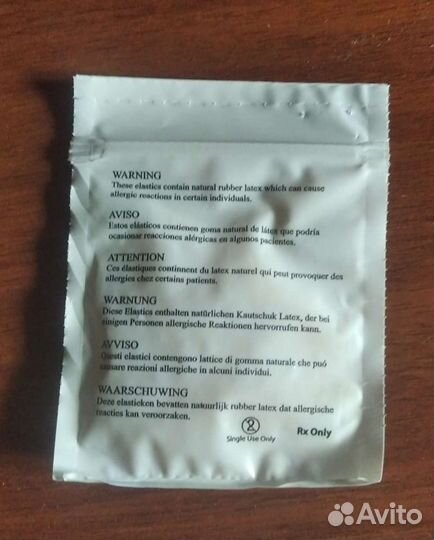 WARNING
These elastics contain natural rubber latex which can cause
allergic reactions in certain individuals.
AVISO
Estos elásticos contienen goma natural de látex que podría
ocasionar reacciones alérgicas en algunos pacientes.
ATTENTION
Ces élastiques continnent du latex naturel qui peut provoquer des
allergies chez certains patients.
WARNUNG
Diese Elastics enthalten natürlichen Kautschuk Latex, der bei
einigen Personen allergische Reaktionen hervorrufen kann.
AVVISO
Questi elastici contengono lattice di gomma naturale che può
causare reazioni allergiche in alcuni individui.
WAARSCHUWING
Deze elastieken bevatten natuurlijk rubber latex dat allergische
reacties kan veroorzaken.
2
Single Use Only
Rx Only
Avito